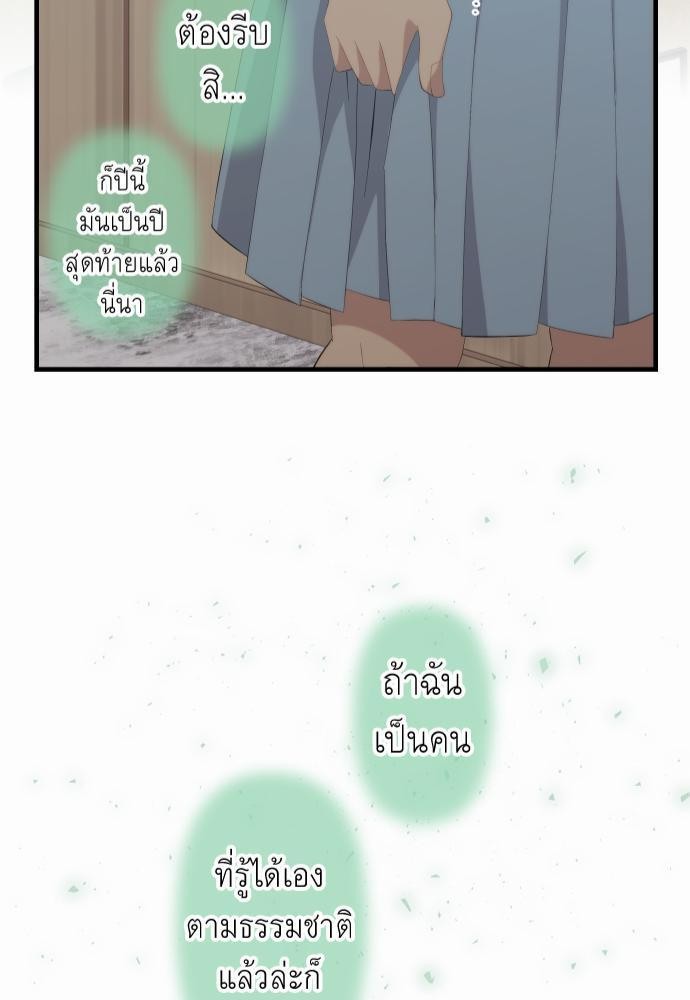 ต้องรีบ
สิ...
ก็ปีนี้
มันเป็นปี
สุดท้ายแล้ว
นี่นา
ถ้าฉัน
เป็นคน
ที่รู้ได้เอง
ตามธรรมชาติ
แล้วล่ะก็